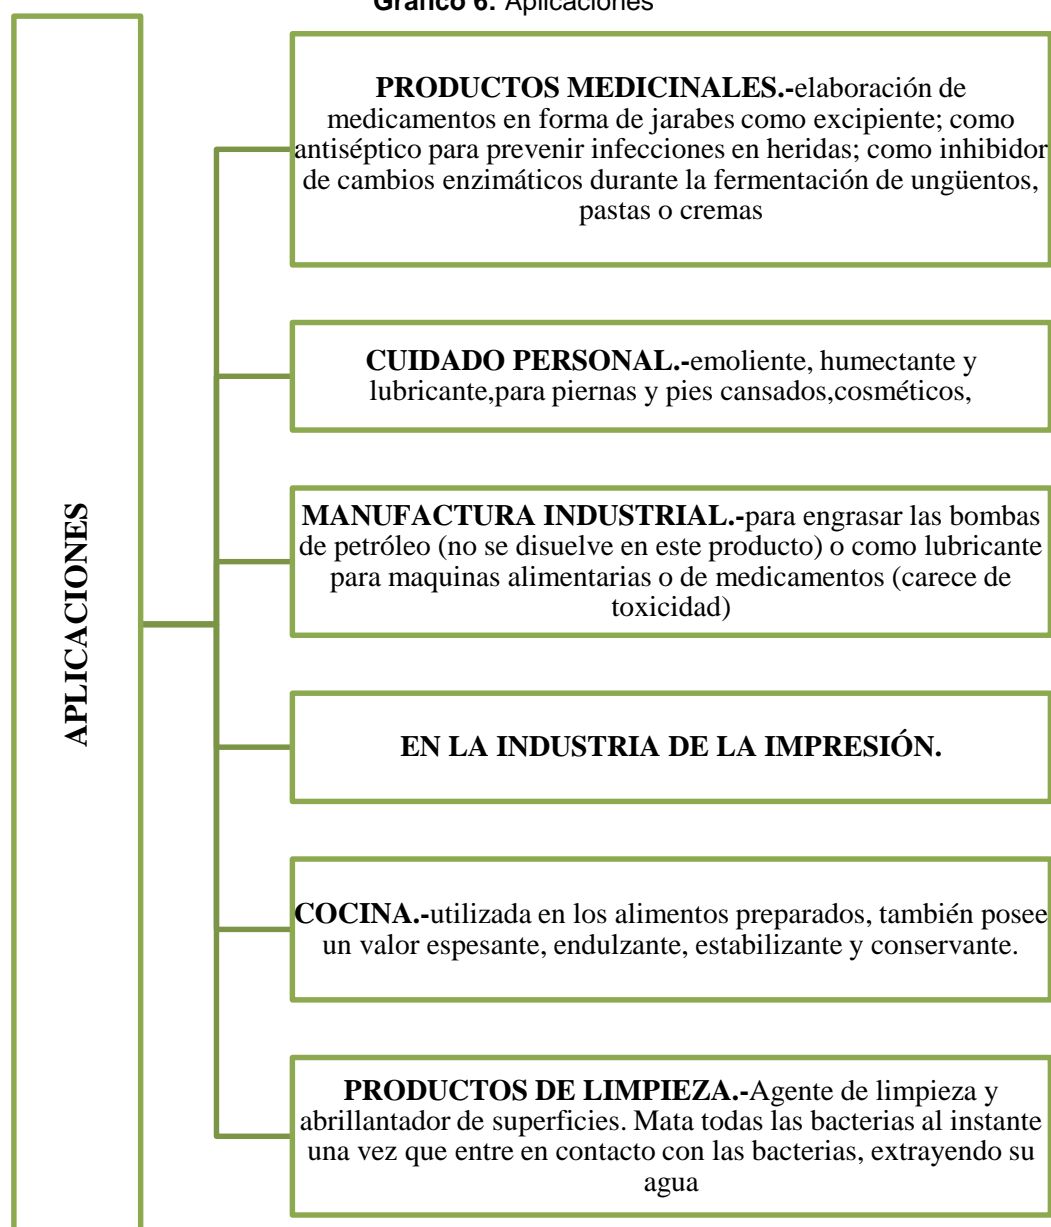 Gráfico 6. Aplicaciones
APLICACIONES
PRODUCTOS MEDICINALES.-elaboración de
medicamentos en forma de jarabes como excipiente; como
antiséptico para prevenir infecciones en heridas; como inhibidor
de cambios enzimáticos durante la fermentación de ungüentos,
pastas o cremas
CUIDADO PERSONAL.-emoliente, humectante y
lubricante,para piernas y pies cansados,cosméticos,
MANUFACTURA INDUSTRIAL.-para engrasar las bombas
de petróleo (no se disuelve en este producto) o como lubricante
para maquinas alimentarias o de medicamentos (carece de
toxicidad)
EN LA INDUSTRIA DE LA IMPRESIÓN.
COCINA.-utilizada en los alimentos preparados, también posee
un valor espesante, endulzante, estabilizante y conservante.
PRODUCTOS DE LIMPIEZA.-Agente de limpieza y
abrillantador de superficies. Mata todas las bacterias al instante
una vez que entre en contacto con las bacterias, extrayendo su
agua